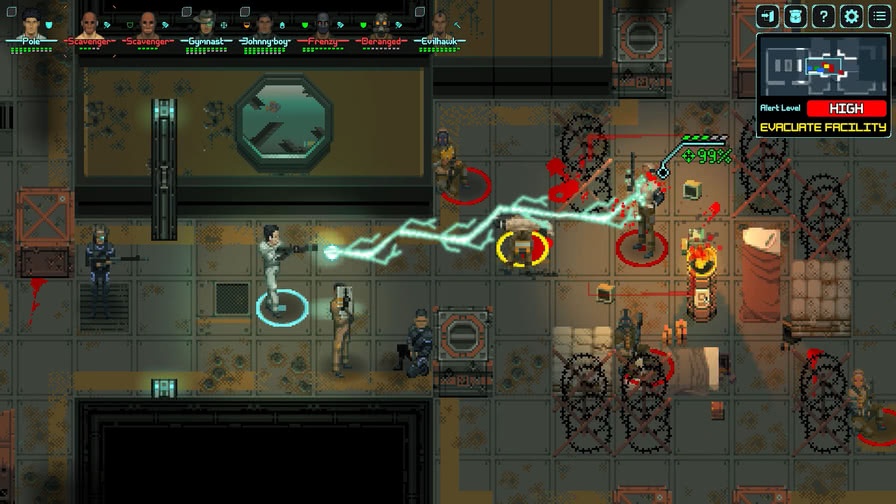 Pole
Scavenger
Scavenger
Gymnast
Johnnyboy
Frenzy
Deranged
Evilhawk
?
Alert Level
HIGH
EVACUATE FACILITY
99%